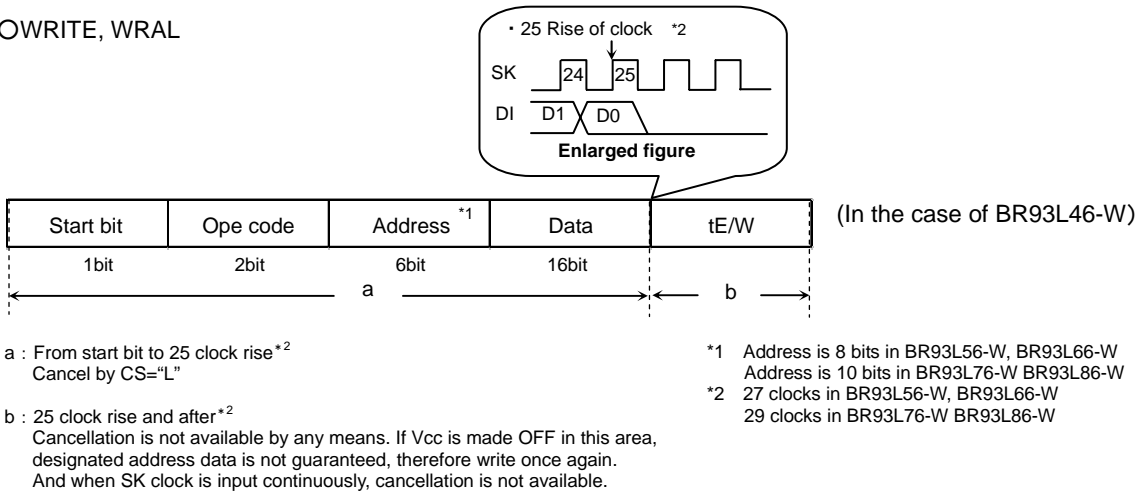 ○WRITE, WRAL
・25 Rise of clock *2
SK 24 25
DI D1 D0
Enlarged figure
Start bit Ope code Address *1 Data tE/W (In the case of BR93L46-W)
1bit 2bit 6bit 16bit
a b
a : From start bit to 25 clock rise*2
Cancel by CS=“L”
b : 25 clock rise and after*2
Cancellation is not available by any means. If Vcc is made OFF in this area,
designated address data is not guaranteed, therefore write once again.
And when SK clock is input continuously, cancellation is not available.
*1 Address is 8 bits in BR93L56-W, BR93L66-W
Address is 10 bits in BR93L76-W BR93L86-W
*2 27 clocks in BR93L56-W, BR93L66-W
29 clocks in BR93L76-W BR93L86-W